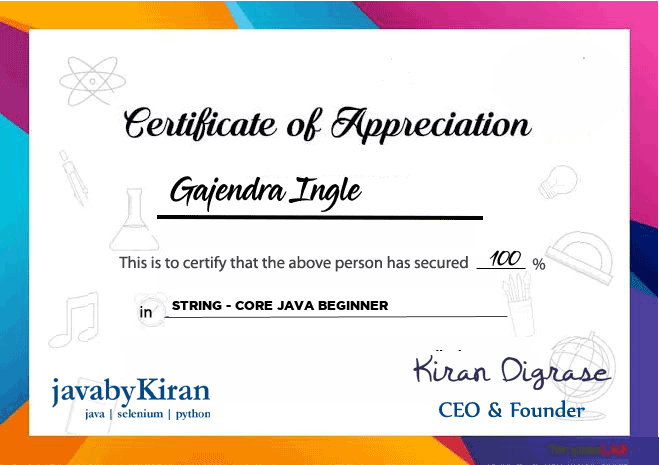 Certificate of Appreciation
Gajendra Ingle
This is to certify that the above person has secured 100 %
in STRING - CORE JAVA BEGINNER
Kiran Digrase
javabyKiran
CEO & Founder
java | selenium | python